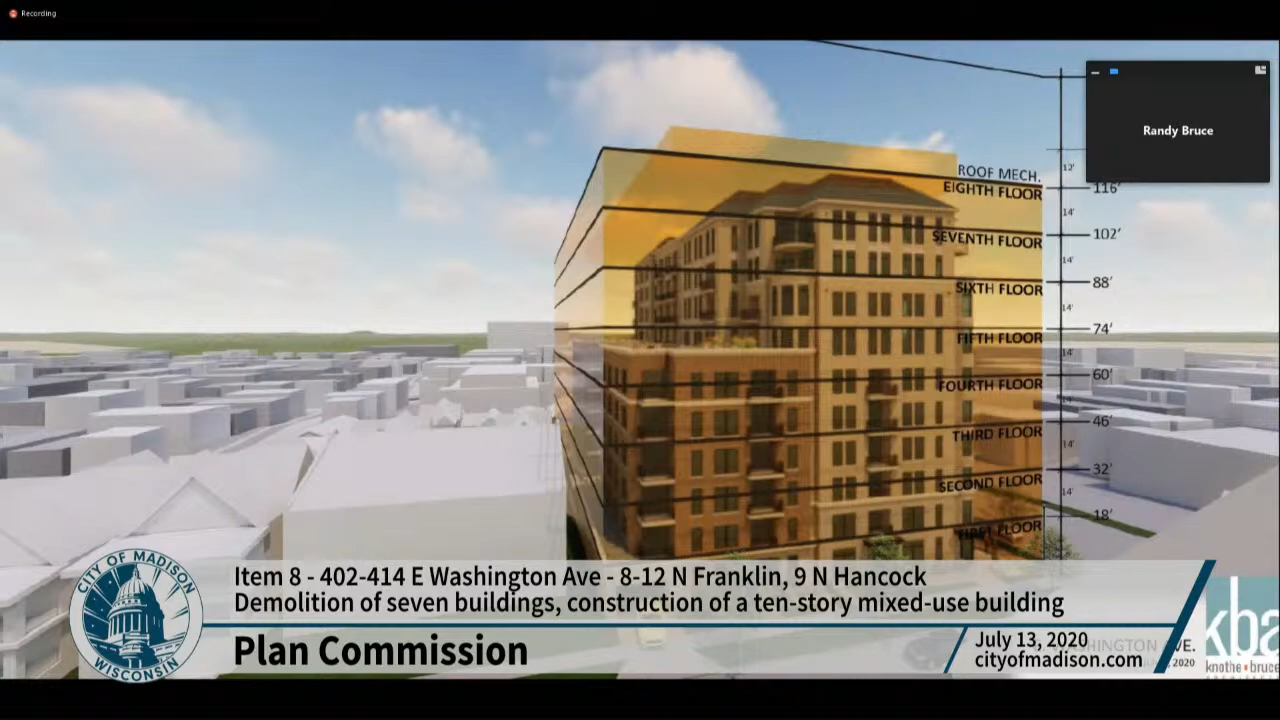 Recording
Randy Bruce
ROOF MECH.
EIGHTH FLOOR
SEVENTH FLOOR
SIXTH FLOOR
FIFTH FLOOR
FOURTH FLOOR
THIRD FLOOR
SECOND FLOOR
FIRST FLOOR
12'
116'
14'
102'
14'
88'
14'
74'
14'
60'
14'
46'
14'
32'
14'
18'
CITY OF MADISON
WISCONSIN
Item 8 - 402-414 E Washington Ave - 8-12 N Franklin, 9 N Hancock
Demolition of seven buildings, construction of a ten-story mixed-use building
Plan Commission
July 13, 2020
cityofmadison.com
WASHINGTON AVE.
2020
kba
knothe • bruce